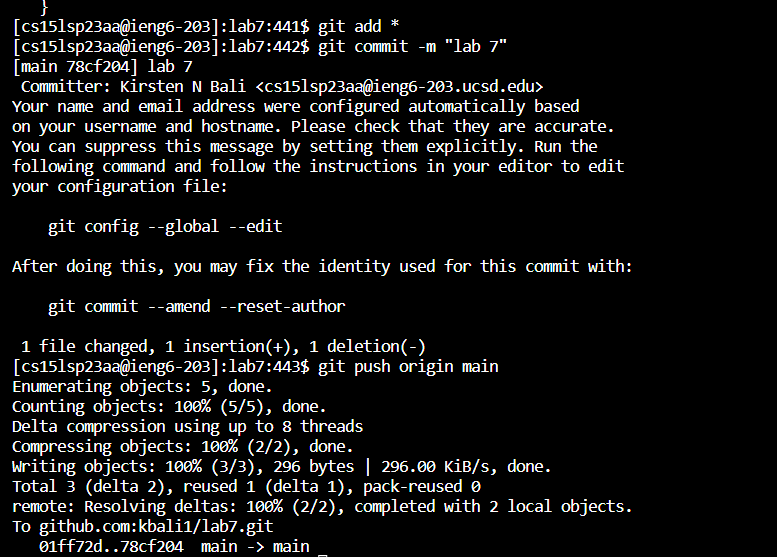 }
[cs15lsp23aa@ieng6-203]:lab7:441$ git add *
[cs15lsp23aa@ieng6-203]:lab7:442$ git commit -m "lab 7"
[main 78cf204] lab 7
 Committer: Kirsten N Bali <cs15lsp23aa@ieng6-203.ucsd.edu>
Your name and email address were configured automatically based
on your username and hostname. Please check that they are accurate.
You can suppress this message by setting them explicitly. Run the
following command and follow the instructions in your editor to edit
your configuration file:
    git config --global --edit
After doing this, you may fix the identity used for this commit with:
    git commit --amend --reset-author
 1 file changed, 1 insertion(+), 1 deletion(-)
[cs15lsp23aa@ieng6-203]:lab7:443$ git push origin main
Enumerating objects: 5, done.
Counting objects: 100% (5/5), done.
Delta compression using up to 8 threads
Compressing objects: 100% (2/2), done.
Writing objects: 100% (3/3), 296 bytes | 296.00 KiB/s, done.
Total 3 (delta 2), reused 1 (delta 1), pack-reused 0
remote: Resolving deltas: 100% (2/2), completed with 2 local objects.
To github.com:kbali1/lab7.git
   01ff72d..78cf204  main -> main